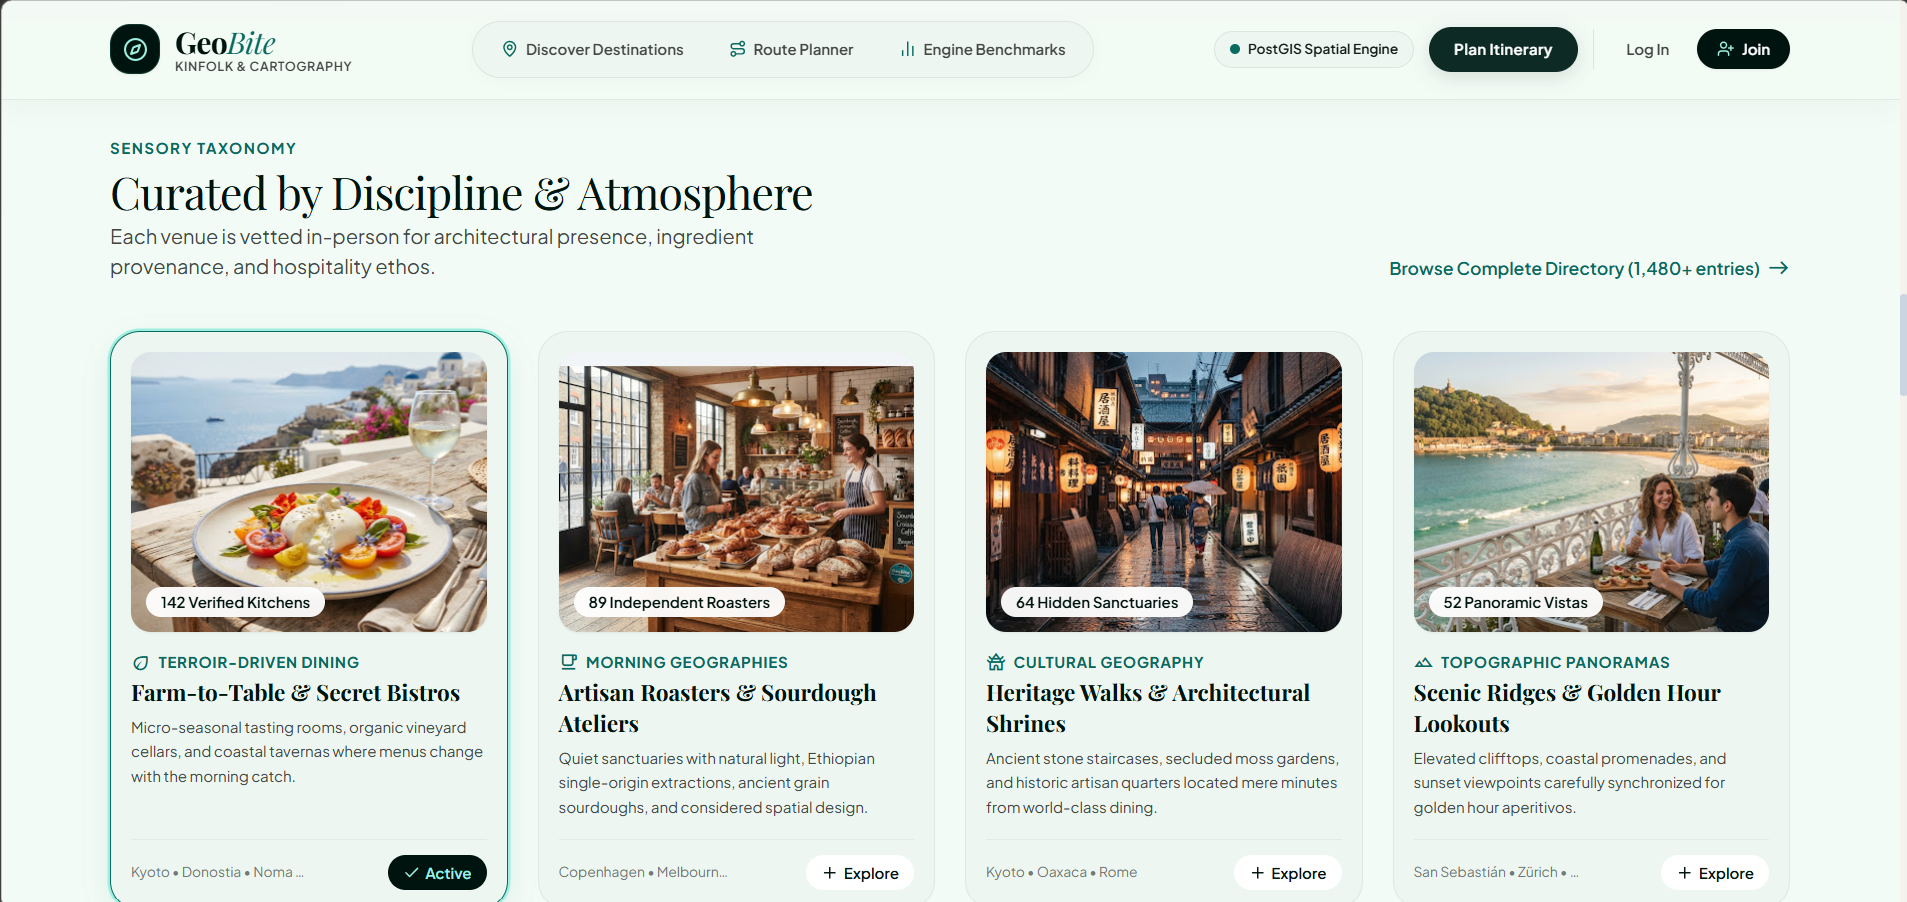 GeoBite
KINFOLK & CARTOGRAPHY
Discover Destinations
Route Planner
Engine Benchmarks
PostGIS Spatial Engine
Plan Itinerary
Log In
Join
SENSORY TAXONOMY
Curated by Discipline & Atmosphere
Each venue is vetted in-person for architectural presence, ingredient
provenance, and hospitality ethos.
Browse Complete Directory (1,480+ entries)
142 Verified Kitchens
TERROIR-DRIVEN DINING
Farm-to-Table & Secret Bistros
Micro-seasonal tasting rooms, organic vineyard
cellars, and coastal tavernas where menus change
with the morning catch.
Kyoto • Donostia • Noma ...
Active
89 Independent Roasters
MORNING GEOGRAPHIES
Artisan Roasters & Sourdough
Ateliers
Quiet sanctuaries with natural light, Ethiopian
single-origin extractions, ancient grain
sourdoughs, and considered spatial design.
Copenhagen • Melbourn...
Explore
居酒屋
64 Hidden Sanctuaries
CULTURAL GEOGRAPHY
Heritage Walks & Architectural
Shrines
Ancient stone staircases, secluded moss gardens,
and historic artisan quarters located mere minutes
from world-class dining.
Kyoto • Oaxaca • Rome
Explore
52 Panoramic Vistas
TOPOGRAPHIC PANORAMAS
Scenic Ridges & Golden Hour
Lookouts
Elevated clifftops, coastal promenades, and
sunset viewpoints carefully synchronized for
golden hour aperitivos.
San Sebastián • Zürich • ...
Explore